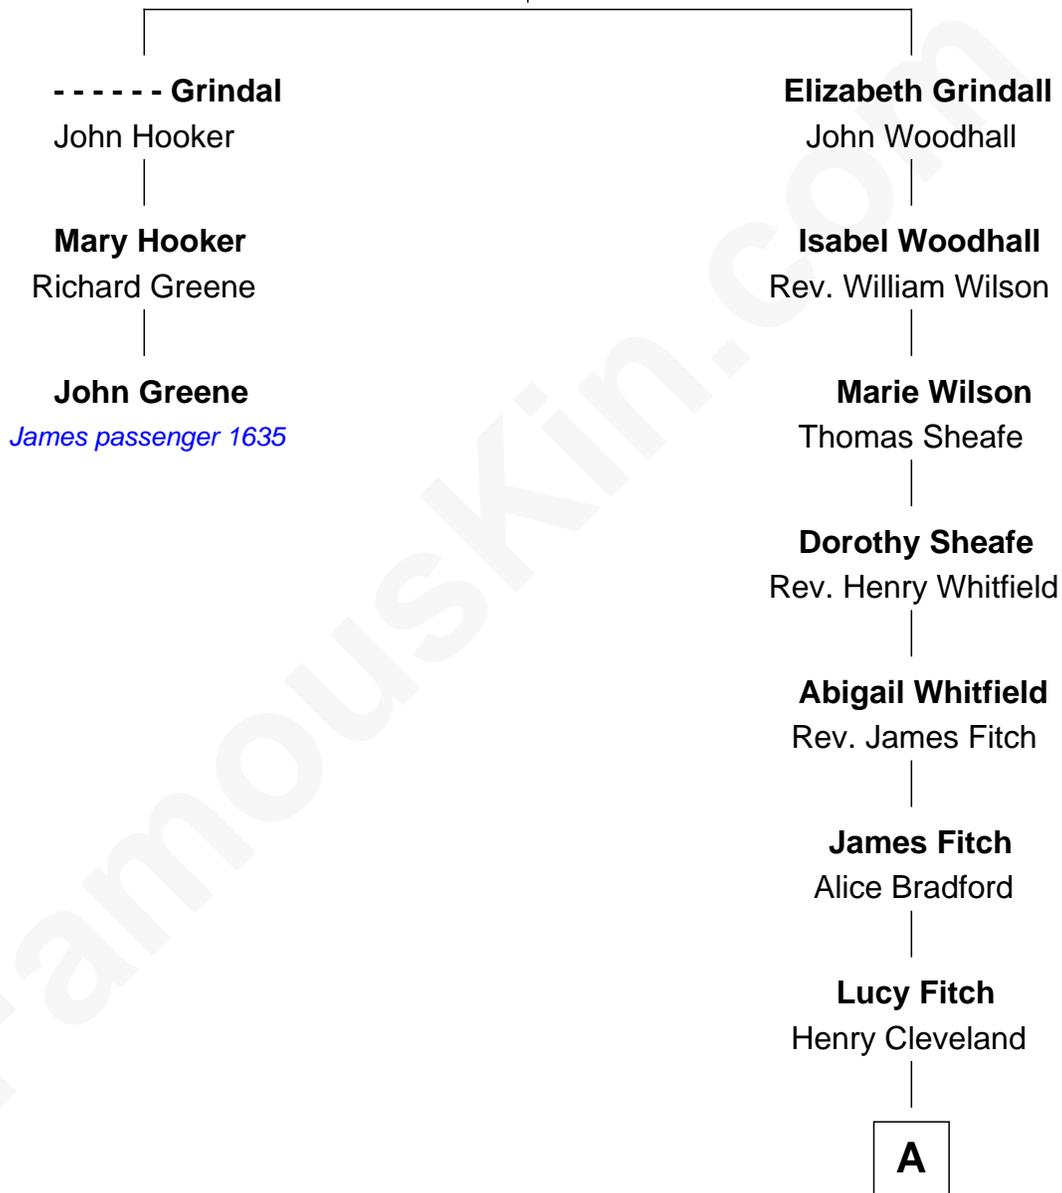 - - - - - - Grindal
John Hooker
Mary Hooker
Richard Greene
John Greene
James passenger 1635
Elizabeth Grindall
John Woodhall
Isabel Woodhall
Rev. William Wilson
Marie Wilson
Thomas Sheafe
Dorothy Sheafe
Rev. Henry Whitfield
Abigail Whitfield
Rev. James Fitch
James Fitch
Alice Bradford
Lucy Fitch
Henry Cleveland
A
FamousKin.com